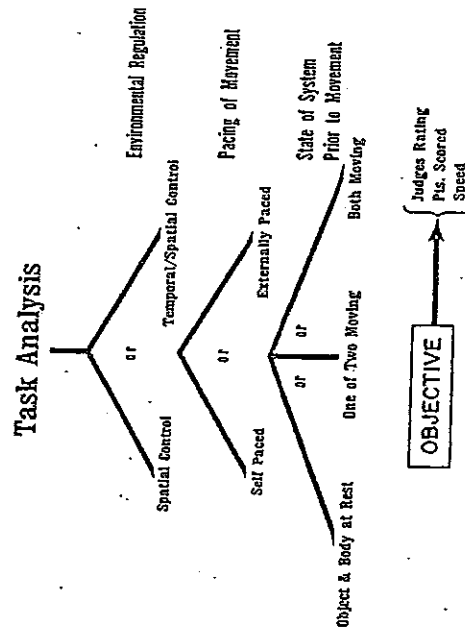 Task Analysis
Environmental Regulation
Spatial Control
or
Temporal/Spatial Control
Pacing of Movement
Self Paced
or
Externally Paced
State of System
Prior to Movement
Object & Body at Rest
or
One of Two Moving
or
Both Moving
OBJECTIVE
Judges Rating
Pts. Scored
Speed